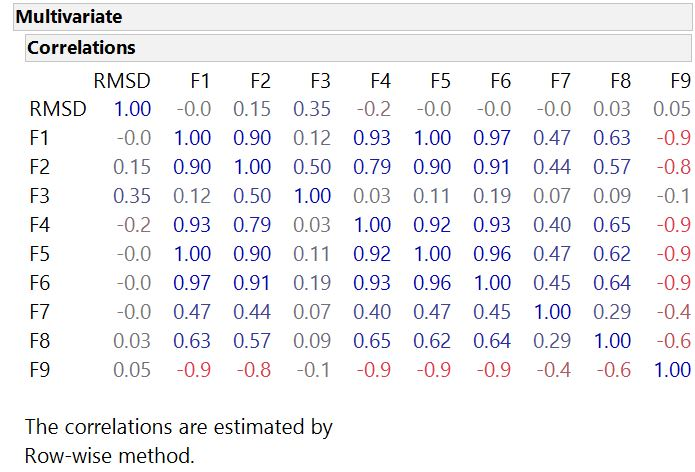 Multivariate
Correlations
RMSD F1 F2 F3 F4 F5 F6 F7 F8 F9
RMSD 1.00 -0.0 0.15 0.35 -0.2 -0.0 -0.0 -0.0 0.03 0.05
F1 -0.0 1.00 0.90 0.12 0.93 1.00 0.97 0.47 0.63 -0.9
F2 0.15 0.90 1.00 0.50 0.79 0.90 0.91 0.44 0.57 -0.8
F3 0.35 0.12 0.50 1.00 0.03 0.11 0.19 0.07 0.09 -0.1
F4 -0.2 0.93 0.79 0.03 1.00 0.92 0.93 0.40 0.65 -0.9
F5 -0.0 1.00 0.90 0.11 0.92 1.00 0.96 0.47 0.62 -0.9
F6 -0.0 0.97 0.91 0.19 0.93 0.96 1.00 0.45 0.64 -0.9
F7 -0.0 0.47 0.44 0.07 0.40 0.47 0.45 1.00 0.29 -0.4
F8 0.03 0.63 0.57 0.09 0.65 0.62 0.64 0.29 1.00 -0.6
F9 0.05 -0.9 -0.8 -0.1 -0.9 -0.9 -0.9 -0.4 -0.6 1.00
The correlations are estimated by
Row-wise method.